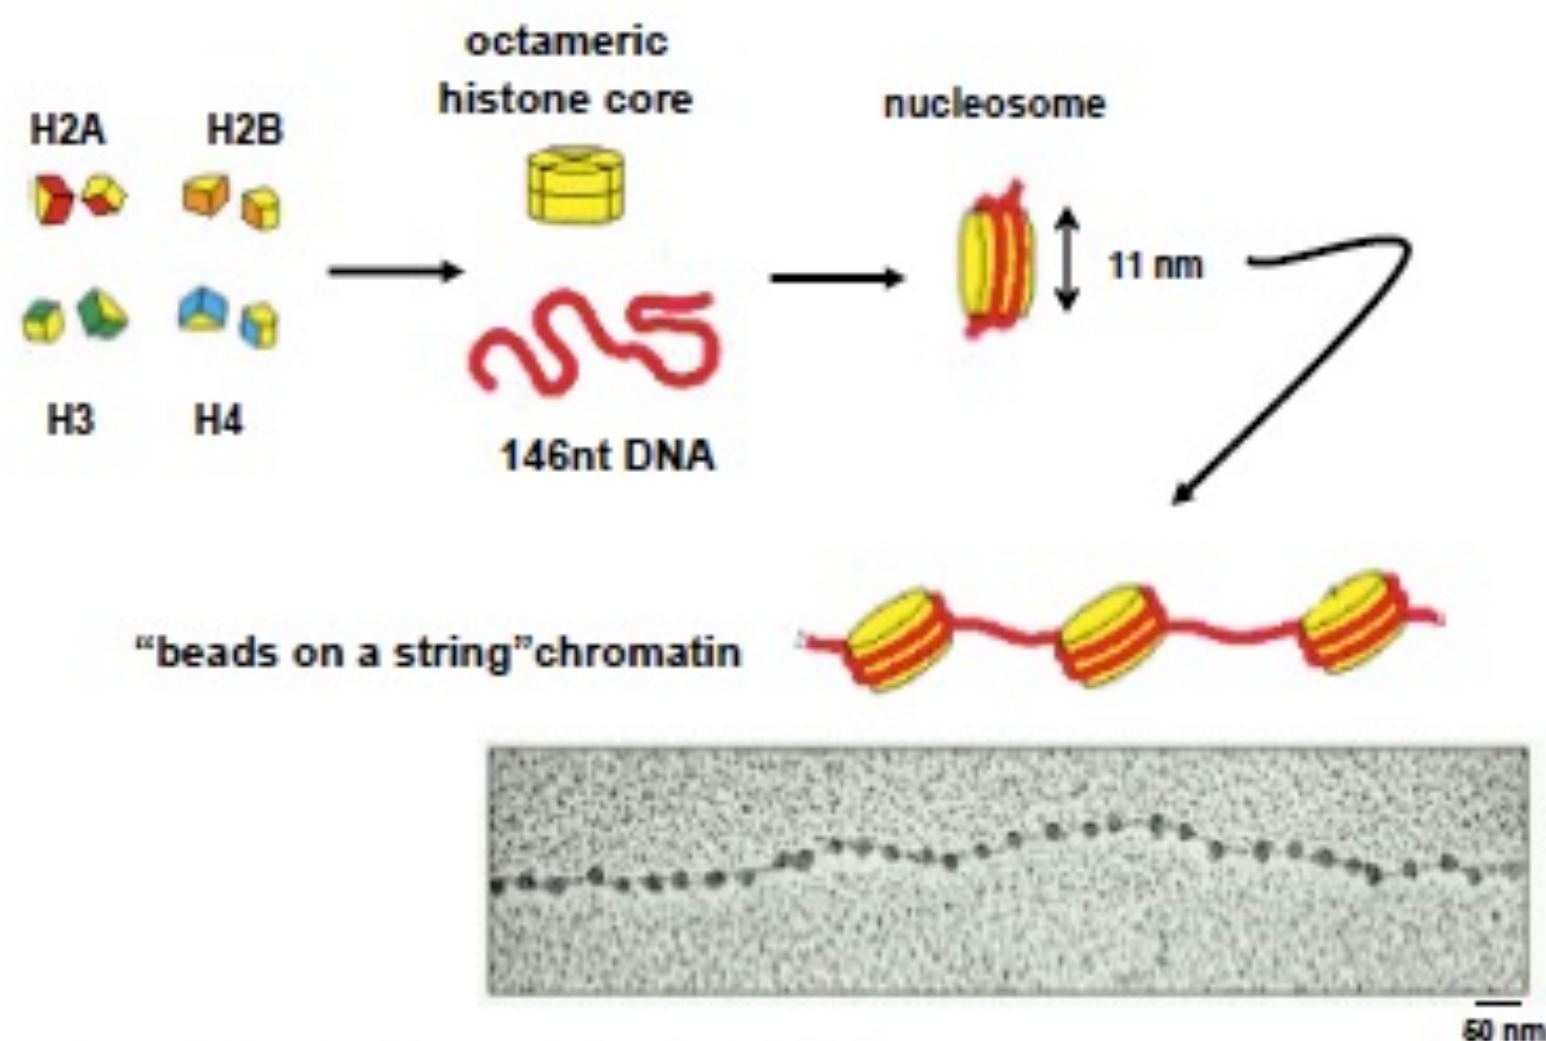 octameric
histone core
nucleosome
H2A
H2B
11 nm
H3
H4
146nt DNA
“beads on a string”chromatin
50 nm